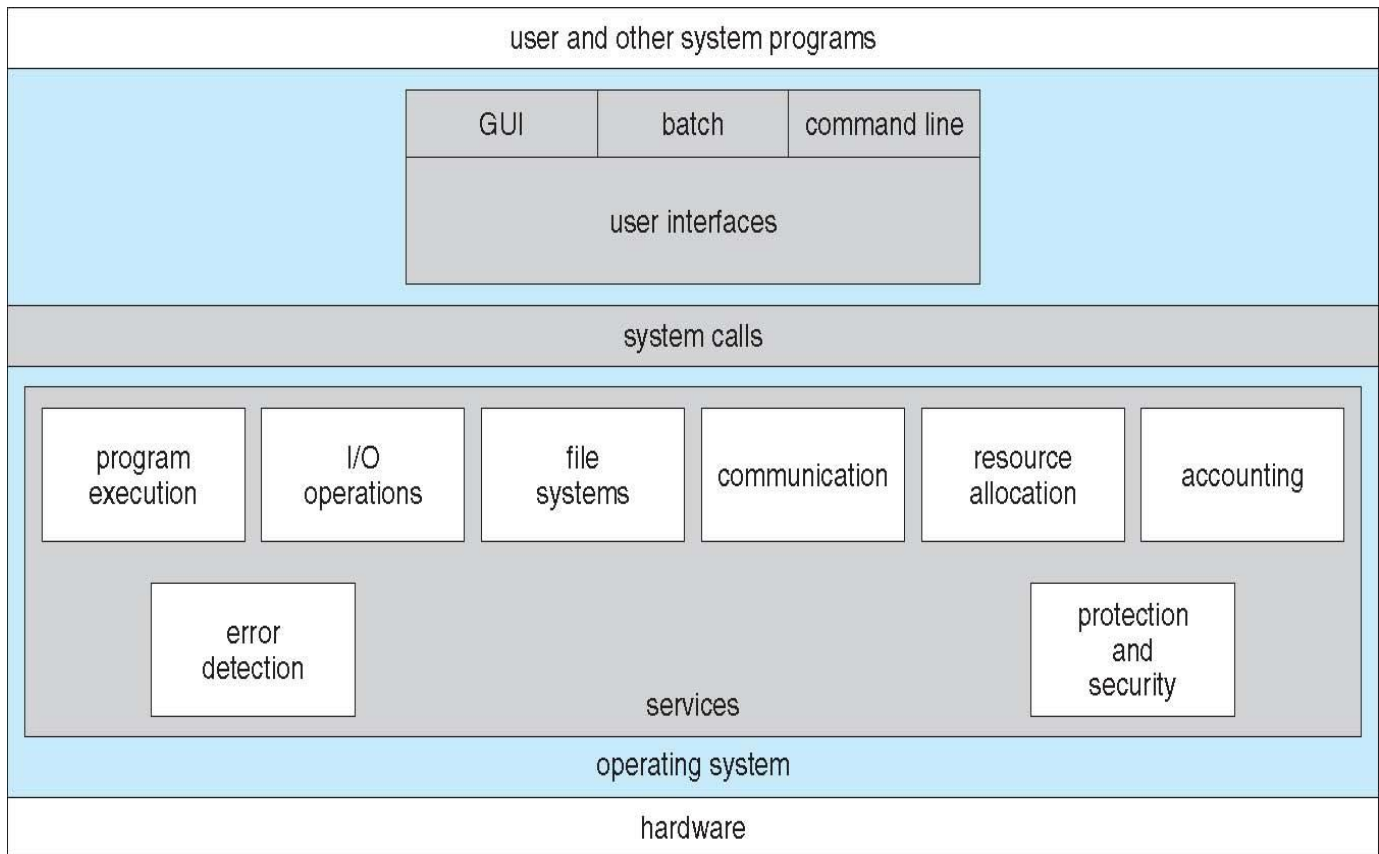 user and other system programs
GUI
batch
command line
user interfaces
system calls
program
execution
I/O
operations
file
systems
communication
resource
allocation
accounting
error
detection
protection
and
security
services
operating system
hardware